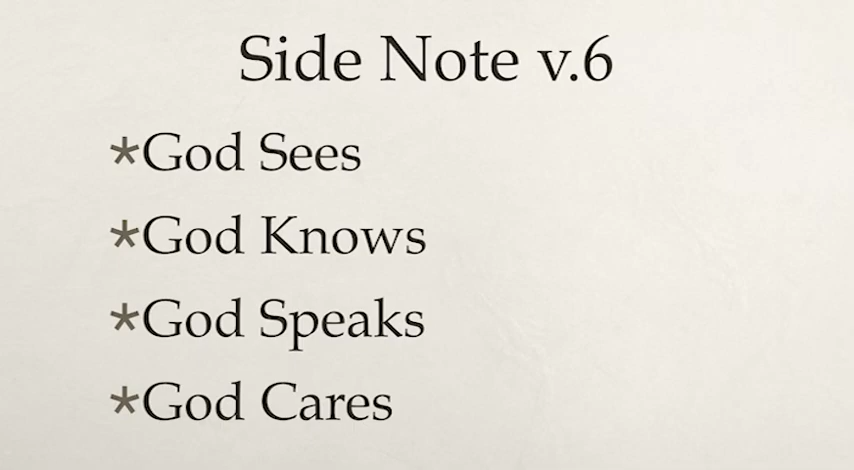 Side Note v.6
*God Sees
*God Knows
*God Speaks
*God Cares